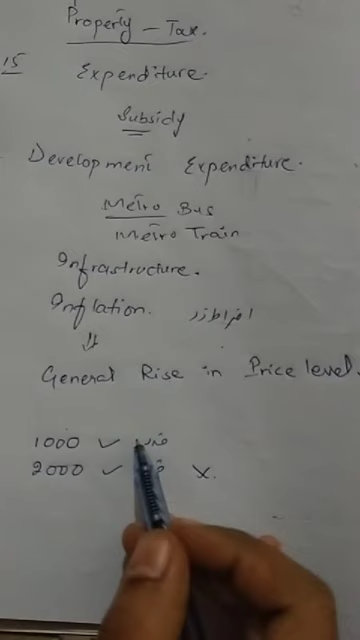 Property - Tax.
15
Expenditure.
Subsidy
Development Expenditure.
Metro Bus
Metro Train
Infrastructure.
Inflation. افراط زر
⇓
General Rise in Price level.
1000 ✓
2000 ✓ X.